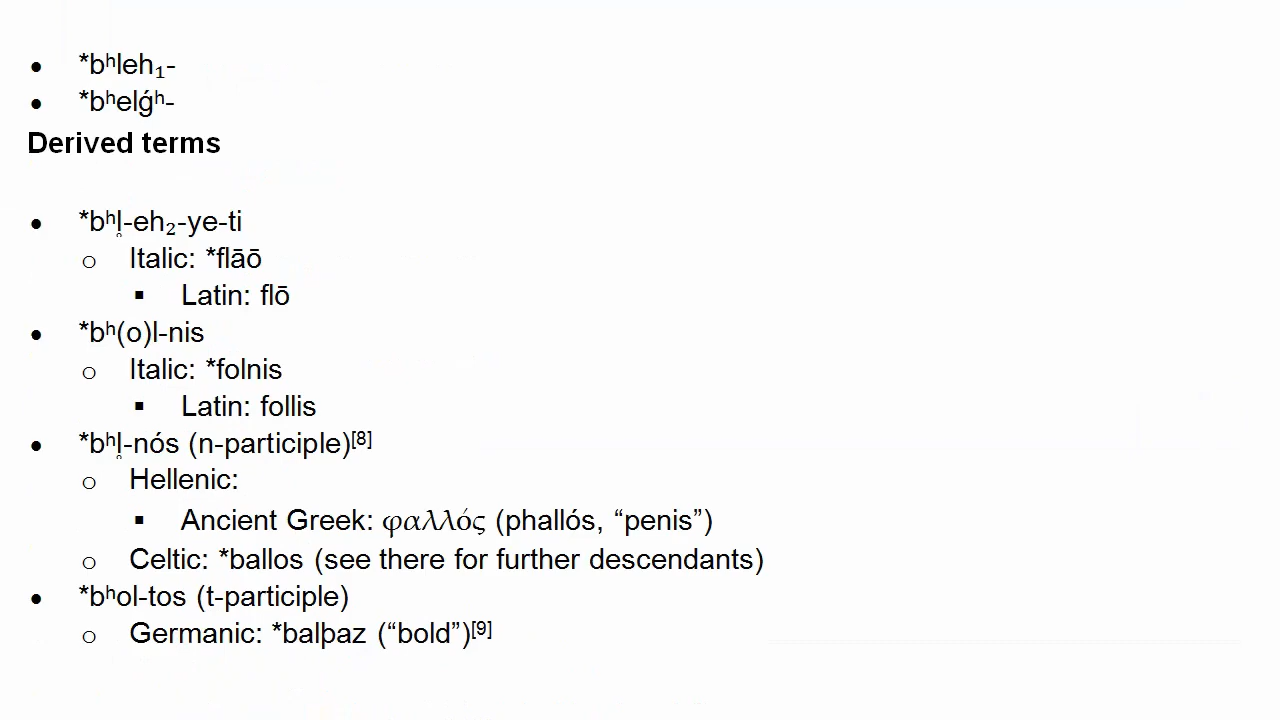 • *bʰleh₁-
• *bʰelǵʰ-
Derived terms
• *bʰl̥-eh₂-ye-ti
o Italic: *flāō
▪ Latin: flō
• *bʰ(o)l-nis
o Italic: *folnis
▪ Latin: follis
• *bʰl̥-nós (n-participle)[8]
o Hellenic:
▪ Ancient Greek: φαλλός (phallós, “penis”)
o Celtic: *ballos (see there for further descendants)
• *bʰol-tos (t-participle)
o Germanic: *balþaz (“bold”)[9]